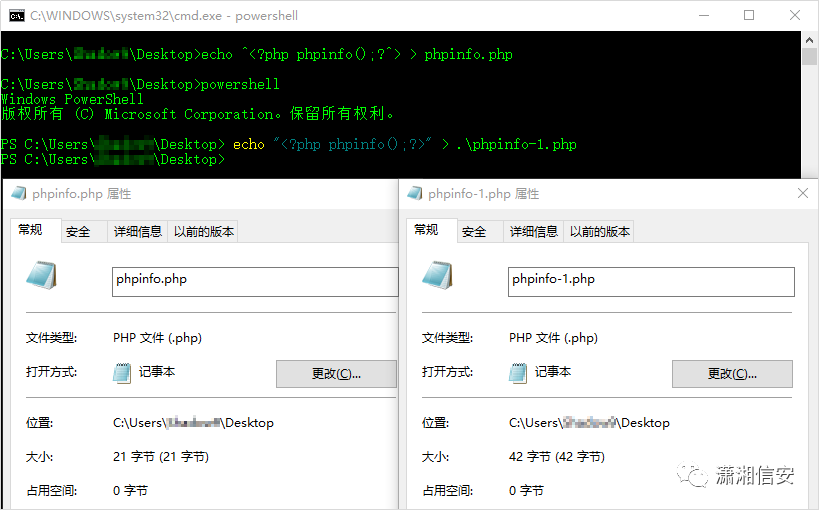 C:\WINDOWS\system32\cmd.exe - powershell
C:\Users\ \Desktop>echo ^<?php phpinfo();?^> > phpinfo.php
C:\Users\ \Desktop>powershell
Windows PowerShell
版权所有 (C) Microsoft Corporation。保留所有权利。
PS C:\Users\ \Desktop> echo "<?php phpinfo();?>" > .\phpinfo-1.php
PS C:\Users\ \Desktop>
phpinfo.php 属性
常规 安全 详细信息 以前的版本
phpinfo.php
文件类型: PHP 文件 (.php)
打开方式: 记事本 更改(C)...
位置: C:\Users\ \Desktop
大小: 21 字节 (21 字节)
占用空间: 0 字节
phpinfo-1.php 属性
常规 安全 详细信息 以前的版本
phpinfo-1.php
文件类型: PHP 文件 (.php)
打开方式: 记事本 更改(C)...
位置: C:\Users\ \Desktop
大小: 42 字节 (42 字节)
占用空间: 0 字节
潇湘信安